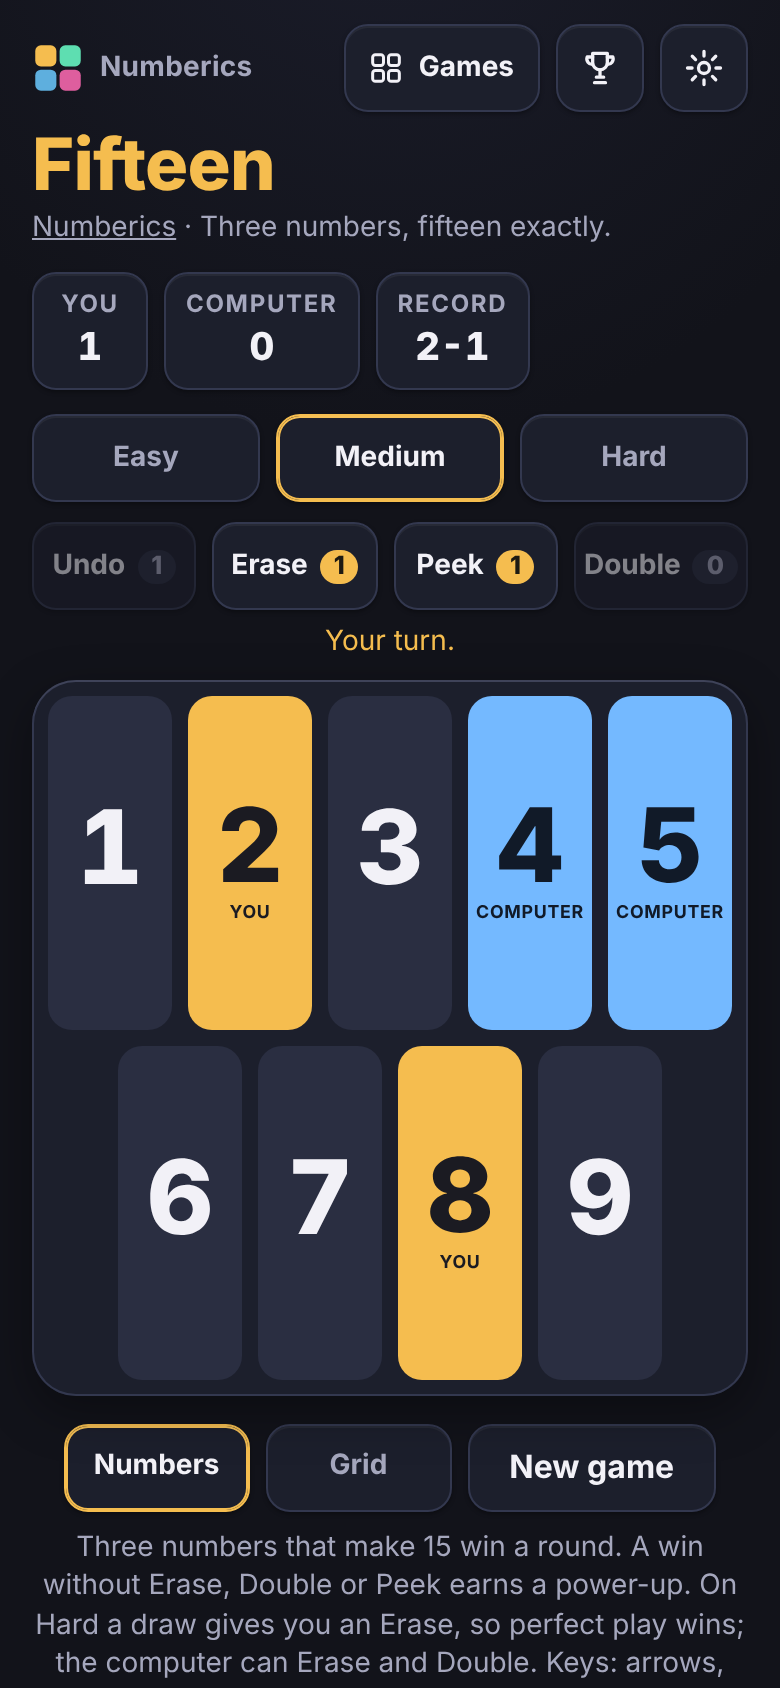 Numberics
Games
Fifteen
Numberics · Three numbers, fifteen exactly.
YOU
1
COMPUTER
0
RECORD
2-1
Easy
Medium
Hard
Undo 1
Erase 1
Peek 1
Double 0
Your turn.
1
2
YOU
3
4
COMPUTER
5
COMPUTER
6
7
8
YOU
9
Numbers
Grid
New game
Three numbers that make 15 win a round. A win
without Erase, Double or Peek earns a power-up. On
Hard a draw gives you an Erase, so perfect play wins;
the computer can Erase and Double. Keys: arrows,